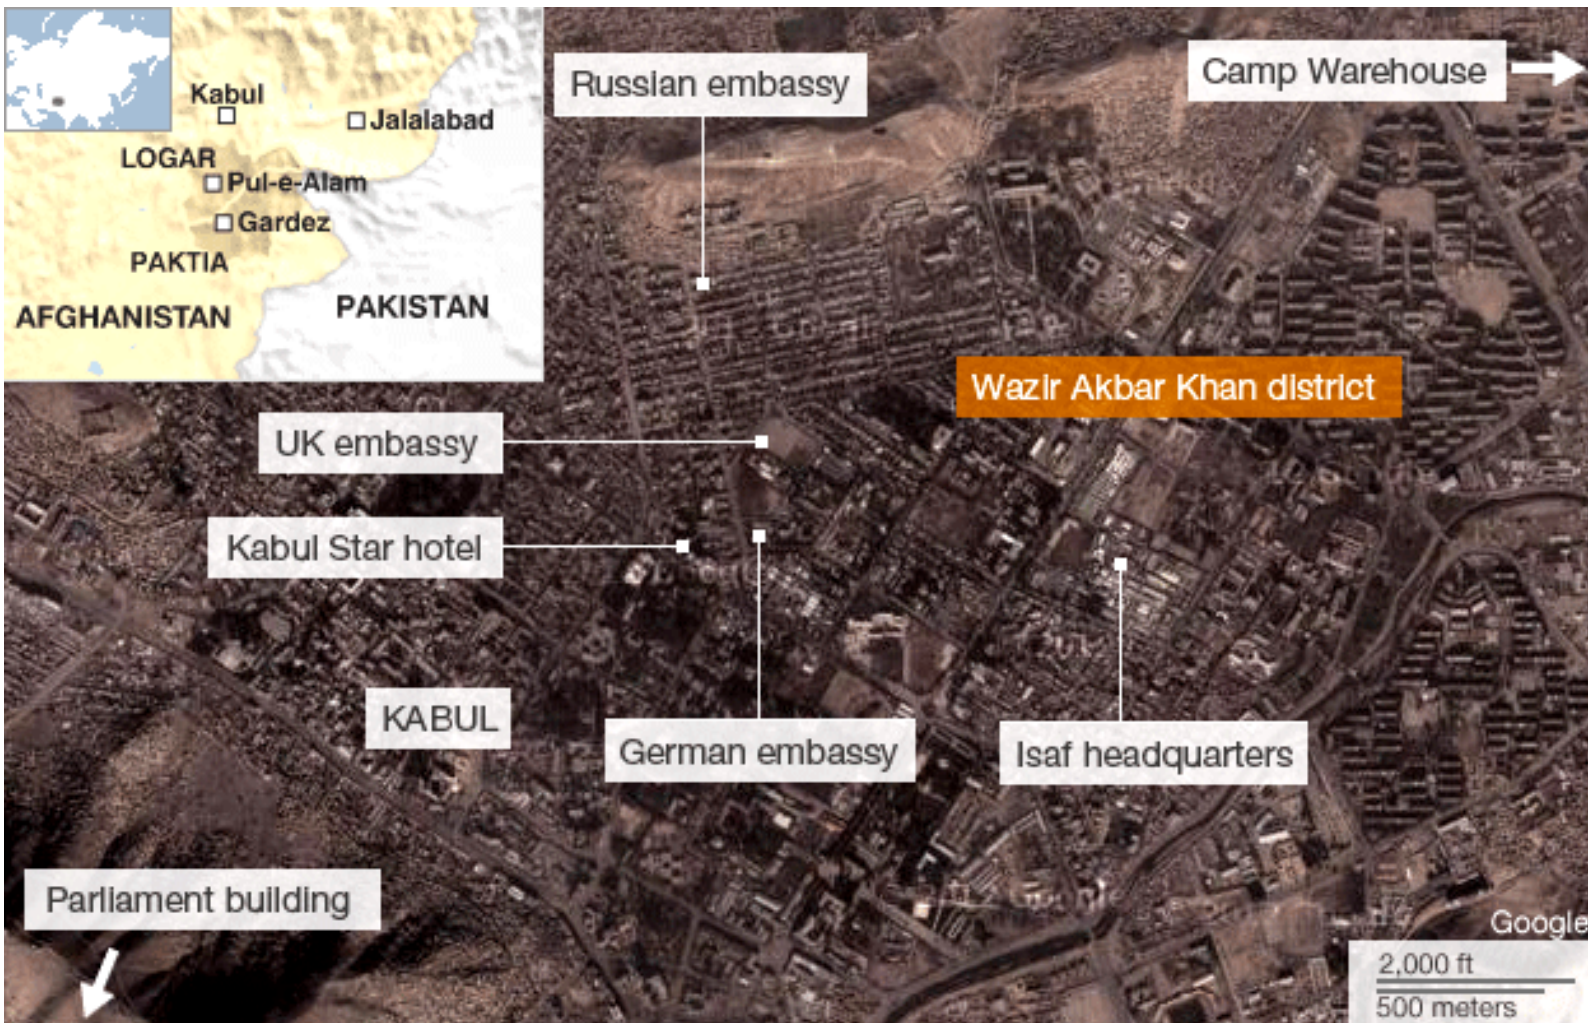 Kabul
Jalalabad
LOGAR
Pul-e-Alam
Gardez
PAKTIA
AFGHANISTAN
PAKISTAN
Russian embassy
Camp Warehouse
Wazir Akbar Khan district
UK embassy
Kabul Star hotel
KABUL
German embassy
Isaf headquarters
Parliament building
Google
2,000 ft
500 meters